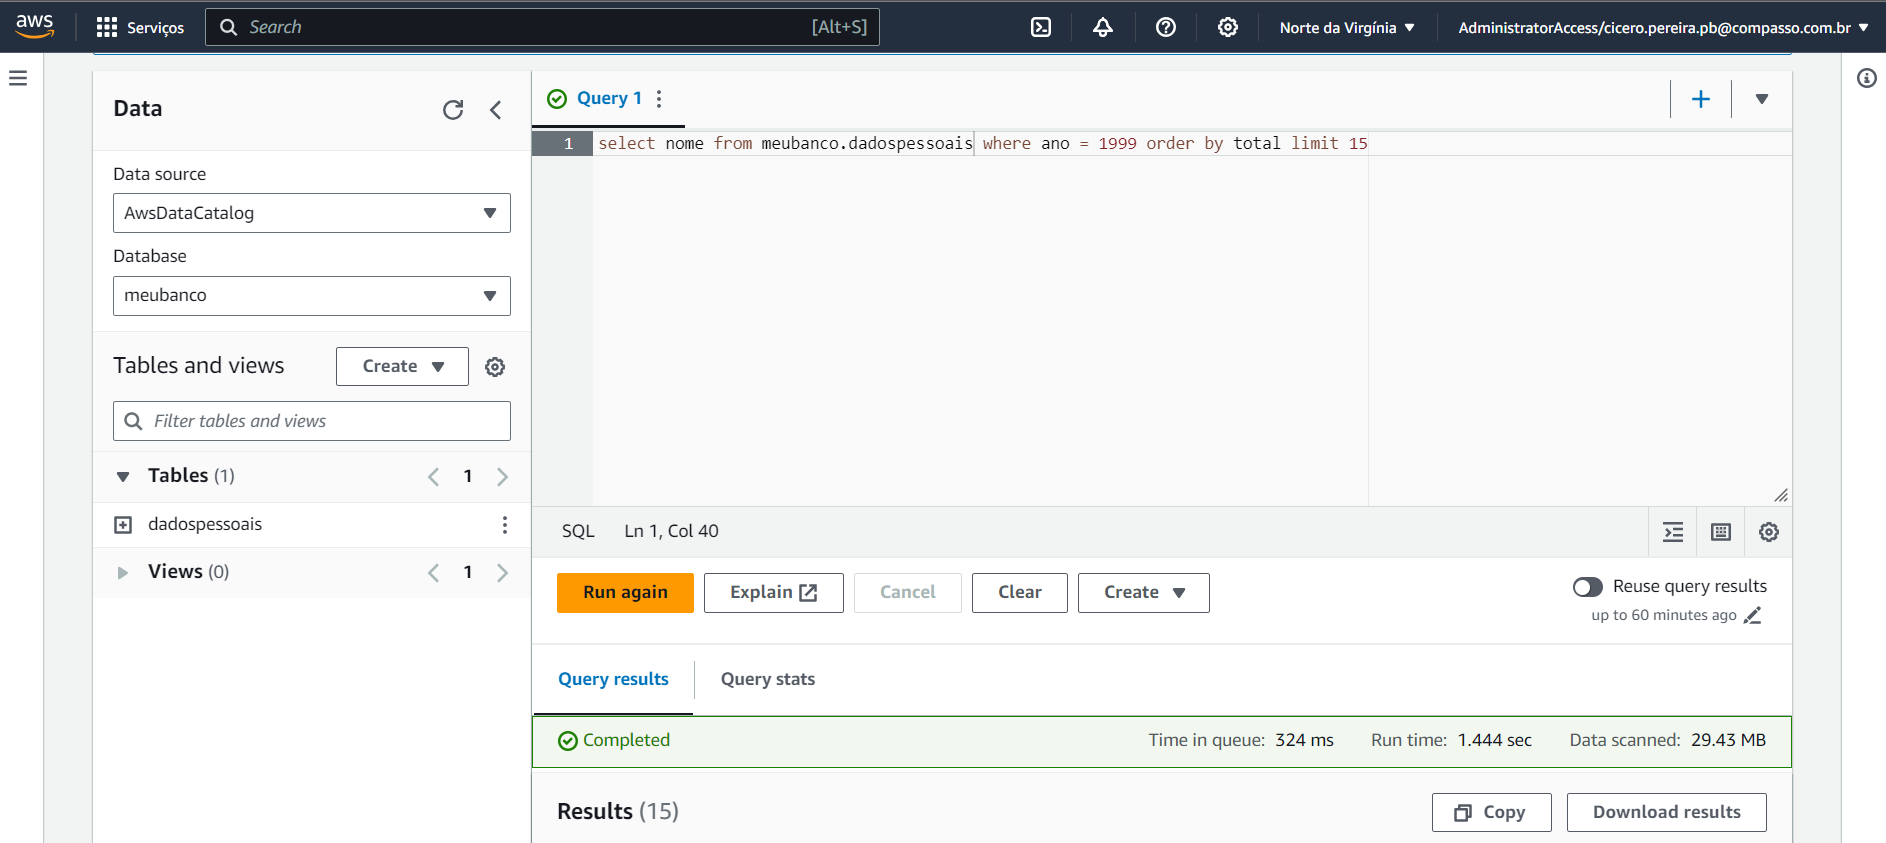 aws Serviços Search [Alt+S] Norte da Virgínia AdministratorAccess/cicero.pereira.pb@compasso.com.br
Data
Data source
AwsDataCatalog
Database
meubanco
Tables and views Create
Filter tables and views
Tables (1) 1
dadospessoais
Views (0) 1
Query 1
1 select nome from meubanco.dadospessoais where ano = 1999 order by total limit 15
SQL Ln 1, Col 40
Run again Explain Cancel Clear Create Reuse query results
up to 60 minutes ago
Query results Query stats
Completed Time in queue: 324 ms Run time: 1.444 sec Data scanned: 29.43 MB
Results (15) Copy Download results